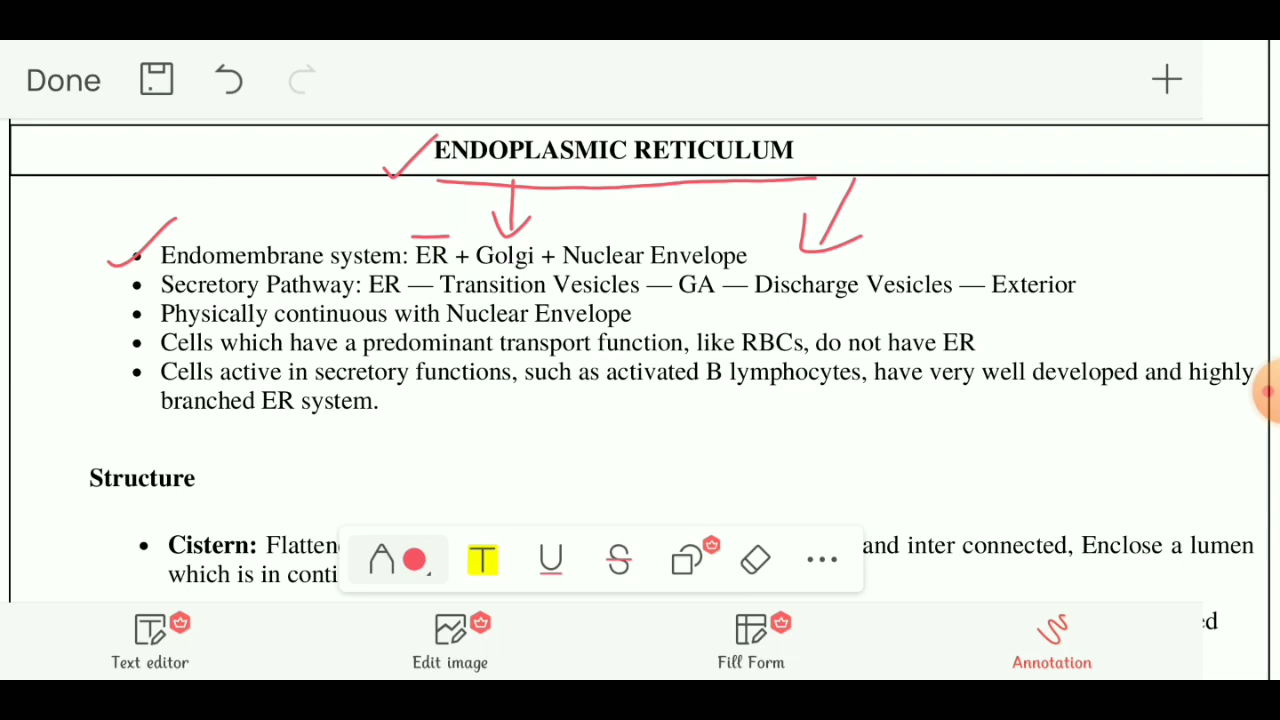 Done
ENDOPLASMIC RETICULUM
• Endomembrane system: ER + Golgi + Nuclear Envelope
• Secretory Pathway: ER — Transition Vesicles — GA — Discharge Vesicles — Exterior
• Physically continuous with Nuclear Envelope
• Cells which have a predominant transport function, like RBCs, do not have ER
• Cells active in secretory functions, such as activated B lymphocytes, have very well developed and highly
branched ER system.
Structure
• Cistern: Flatten and inter connected, Enclose a lumen
which is in conti
ed
Text editor Edit image Fill Form Annotation